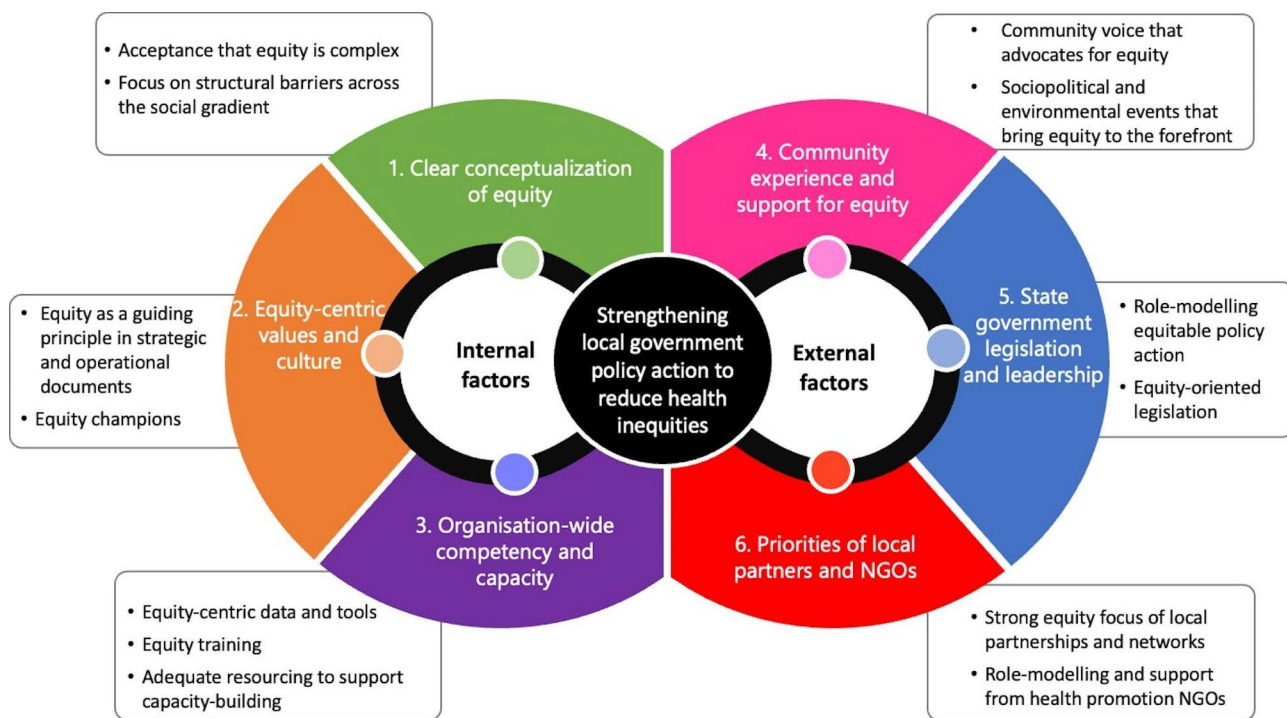 • Acceptance that equity is complex
• Focus on structural barriers across
the social gradient
1. Clear conceptualization
of equity
2. Equity-centric
values and
culture
• Equity as a guiding
principle in strategic
and operational
documents
• Equity champions
3. Organisation-wide
competency and
capacity
• Equity-centric data and tools
• Equity training
• Adequate resourcing to support
capacity-building
Internal
factors
Strengthening
local government
policy action to
reduce health
inequities
External
factors
4. Community
experience and
support for equity
• Community voice that
advocates for equity
• Sociopolitical and
environmental events that
bring equity to the forefront
5. State
government
legislation
and leadership
• Role-modelling
equitable policy
action
• Equity-oriented
legislation
6. Priorities of local
partners and NGOs
• Strong equity focus of local
partnerships and networks
• Role-modelling and support
from health promotion NGOs